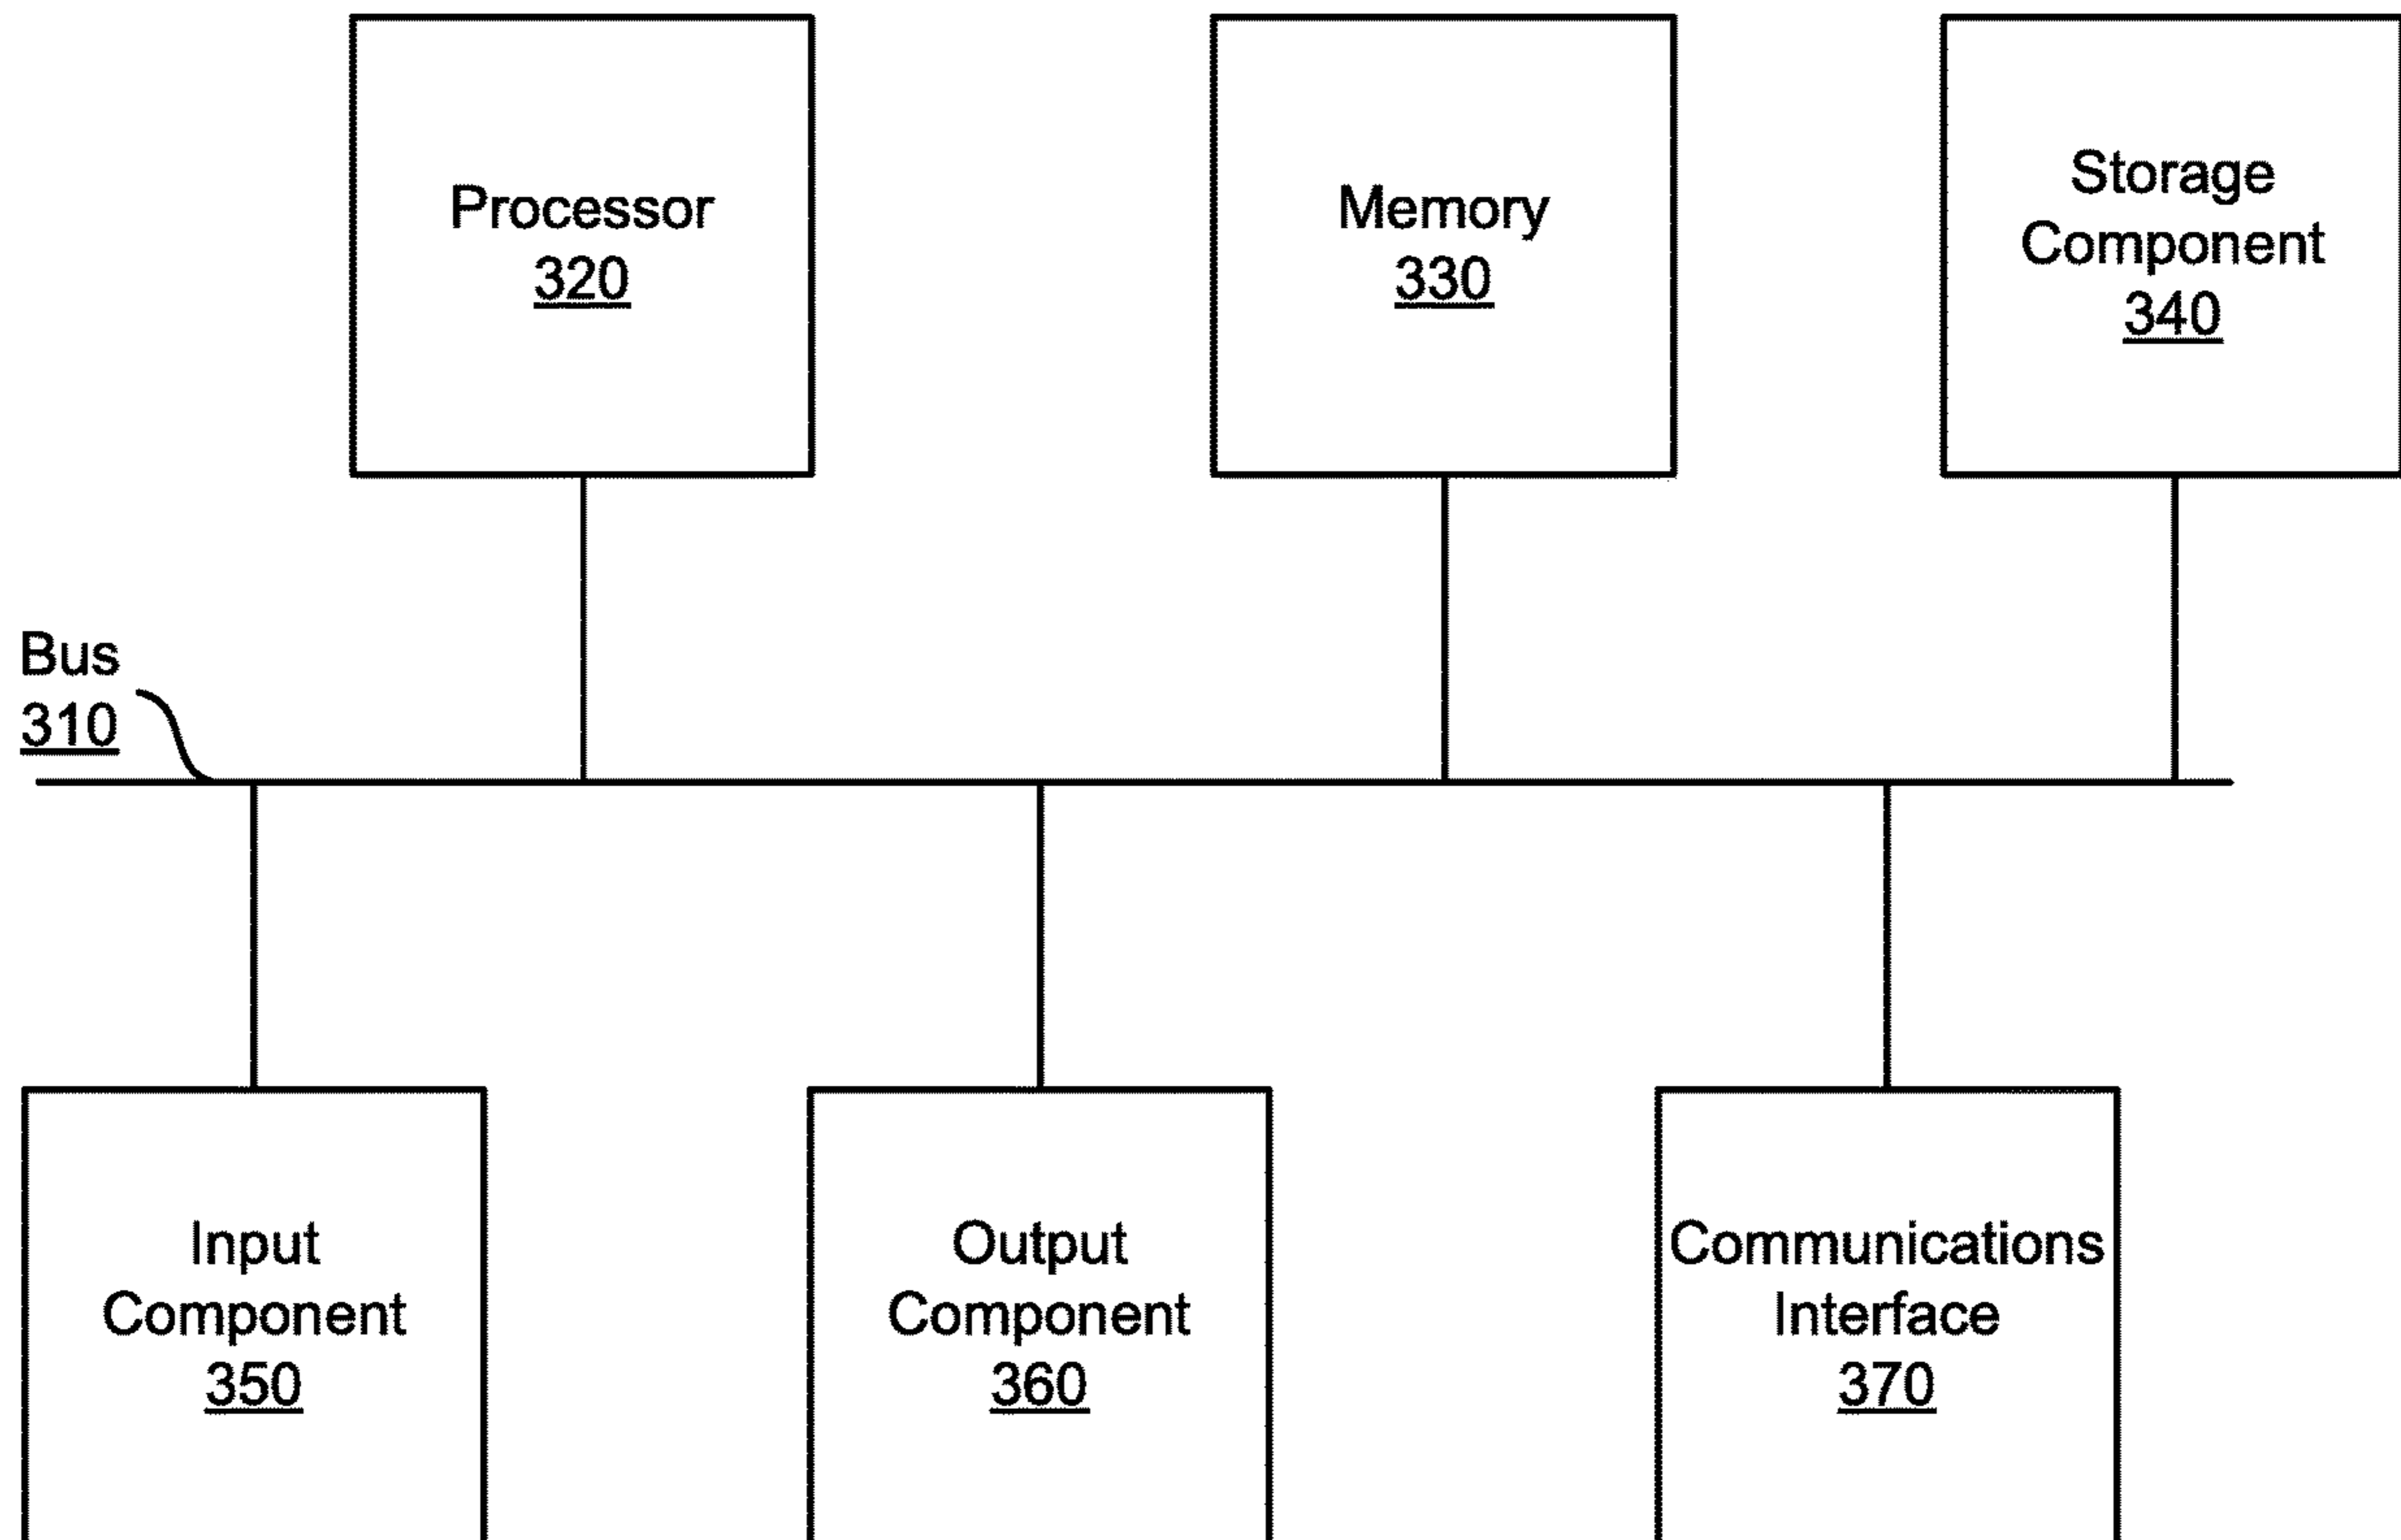 Processor
320
Memory
330
Storage
Component
340
Bus
310
Input
Component
350
Output
Component
360
Communications
Interface
370